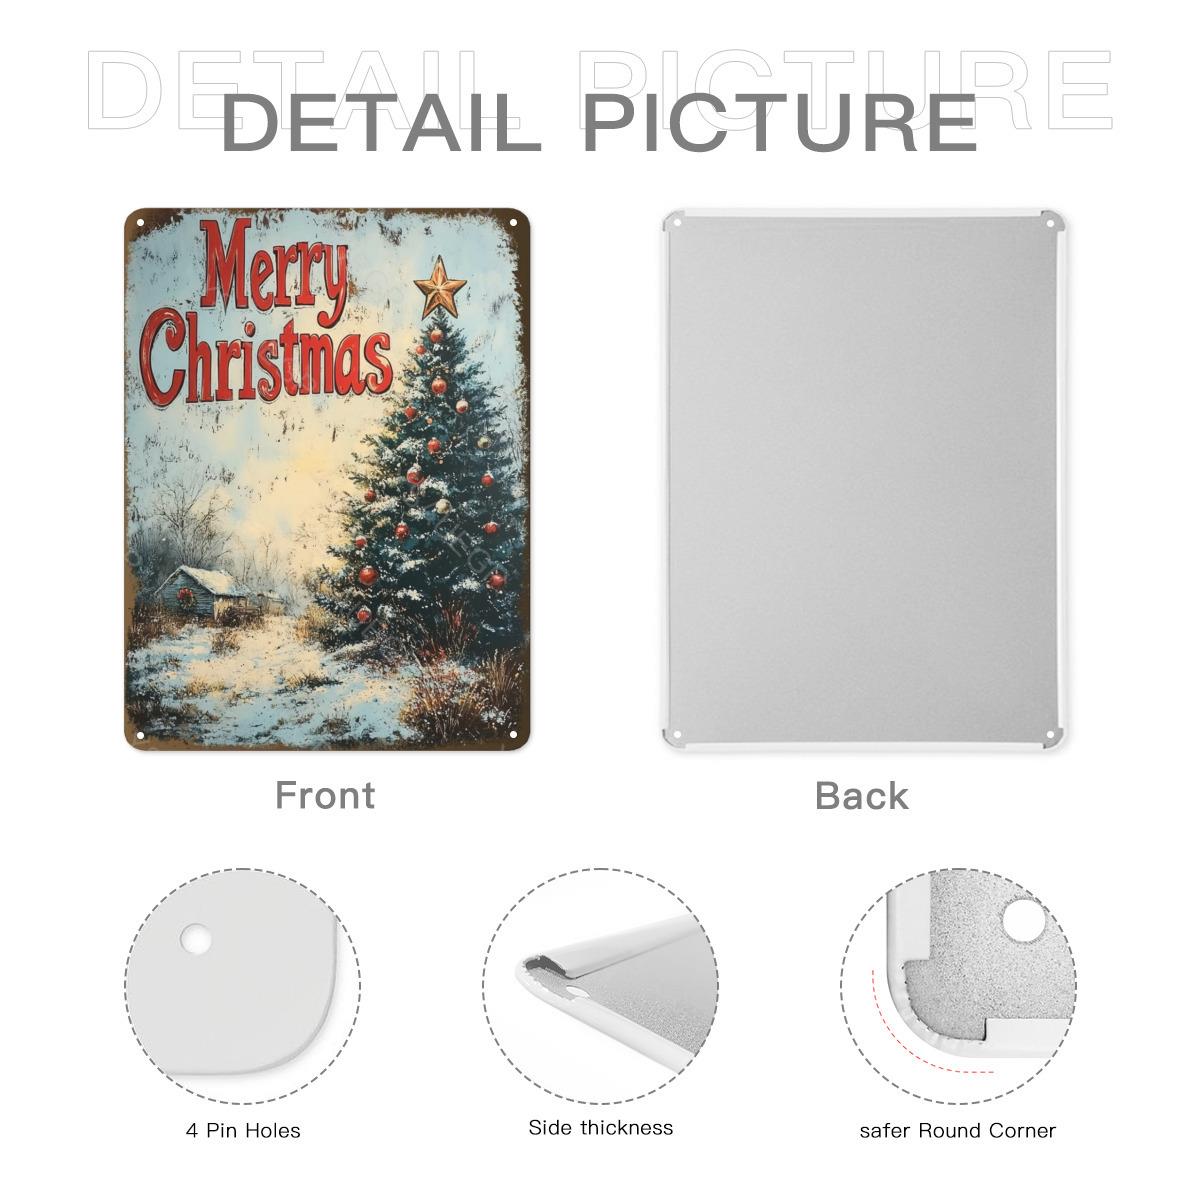 DETAIL PICTURE
DETAIL PICTURE
Merry
Christmas
Front
Back
4 Pin Holes
Side thickness
safer Round Corner